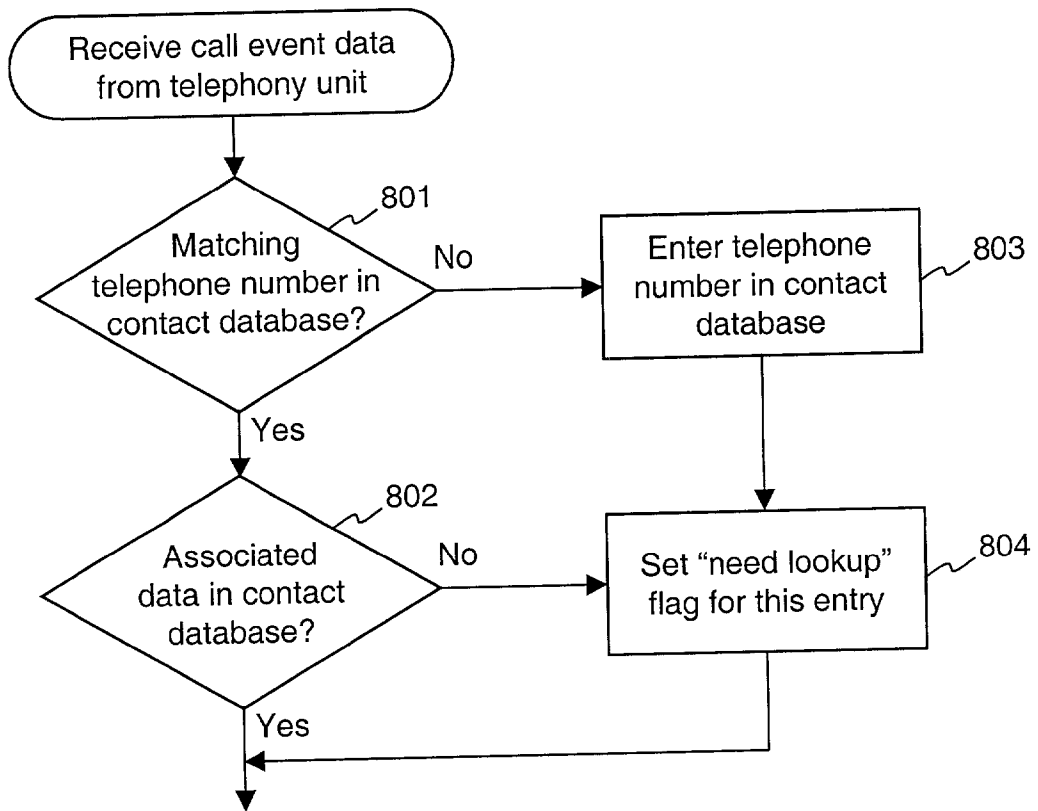 Receive call event data
from telephony unit
801
Matching
telephone number in
contact database?
No
Enter telephone
number in contact
database
803
Yes
802
Associated
data in contact
database?
No
Set “need lookup”
flag for this entry
804
Yes